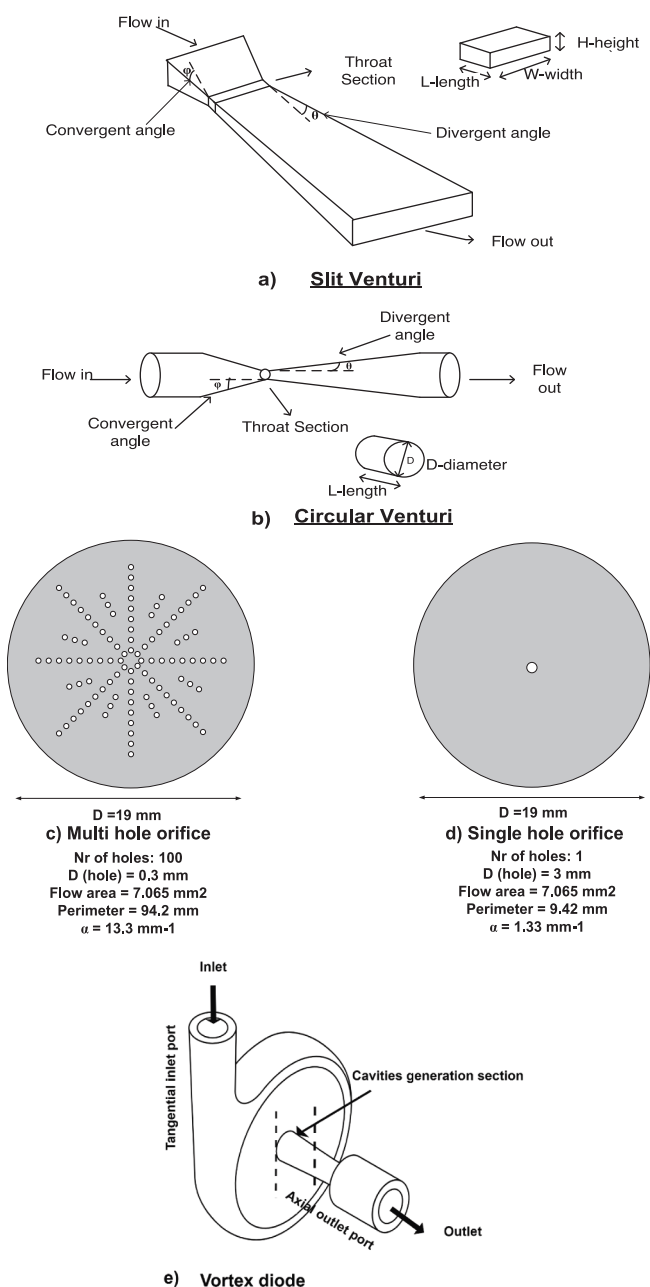 Flow in
H-height
L-length
W-width
Throat
Section
φ
θ
Convergent angle
Divergent angle
Flow out
a) Slit Venturi
Divergent
angle
Flow in
θ
φ
Flow
out
Convergent
angle
Throat Section
D
D-diameter
L-length
b) Circular Venturi
D =19 mm
c) Multi hole orifice
Nr of holes: 100
D (hole) = 0,3 mm
Flow area = 7.065 mm2
Perimeter = 94.2 mm
α = 13.3 mm-1
D =19 mm
d) Single hole orifice
Nr of holes: 1
D (hole) = 3 mm
Flow area = 7.065 mm2
Perimeter = 9.42 mm
α = 1.33 mm-1
Inlet
Tangential inlet port
Cavities generation section
Axial outlet port
Outlet
e) Vortex diode